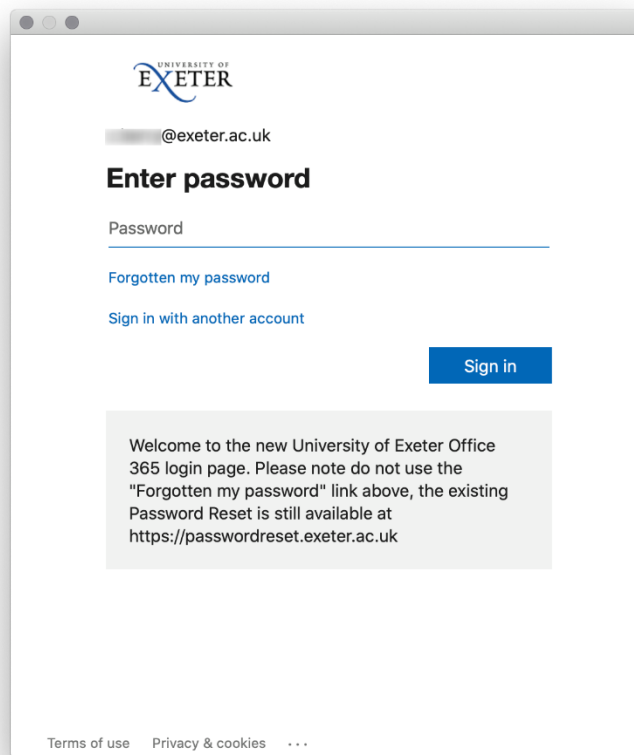 UNIVERSITY OF
EXETER
@exeter.ac.uk
Enter password
Password
Forgotten my password
Sign in with another account
Sign in
Welcome to the new University of Exeter Office
365 login page. Please note do not use the
"Forgotten my password" link above, the existing
Password Reset is still available at
https://passwordreset.exeter.ac.uk
Terms of use Privacy & cookies ...